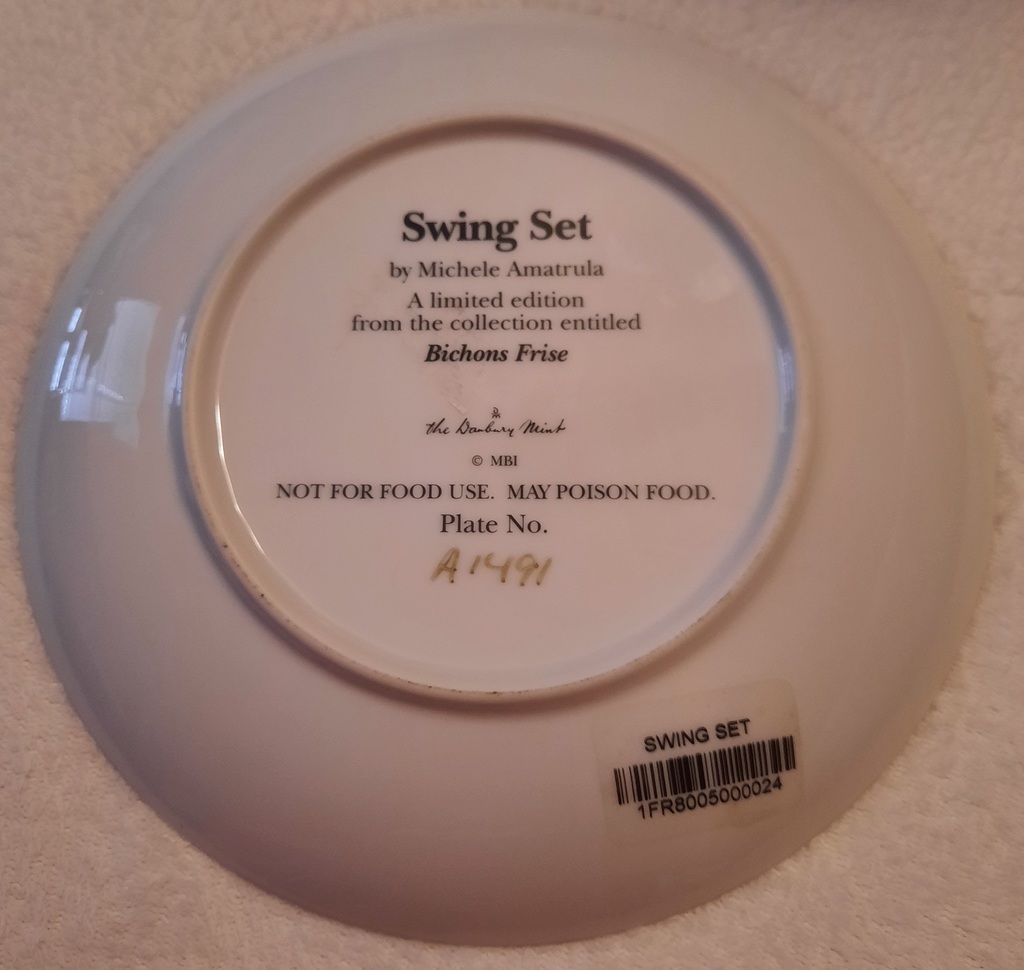 Swing Set
by Michele Amatrula
A limited edition
from the collection entitled
Bichons Frise
DM
the Danbury Mint
© MBI
NOT FOR FOOD USE. MAY POISON FOOD.
Plate No.
A1491
SWING SET
1FR8005000024